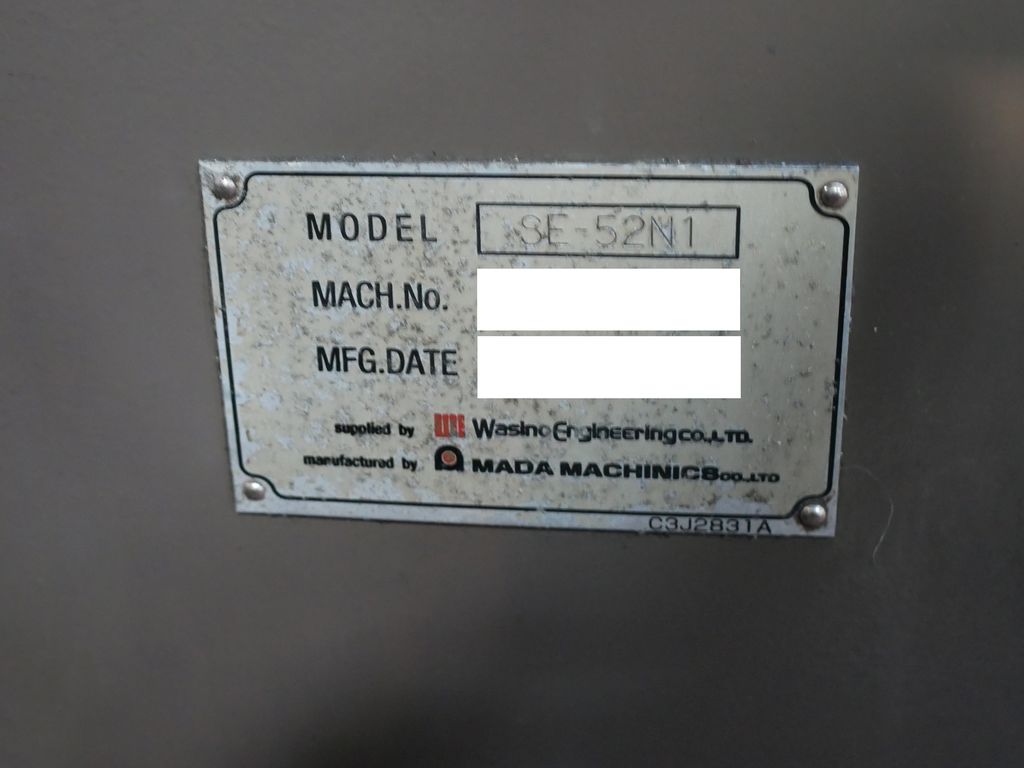 MODEL SE-52N1
MACH.No.
MFG.DATE
supplied by Wasino Engineering CO.,LTD.
manufactured by MADA MACHINICS CO.,LTD
C3J2831A